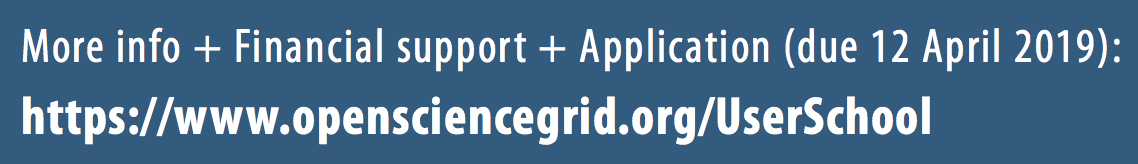 More info + Financial support + Application (due 12 April 2019):
https://www.opensciencegrid.org/UserSchool